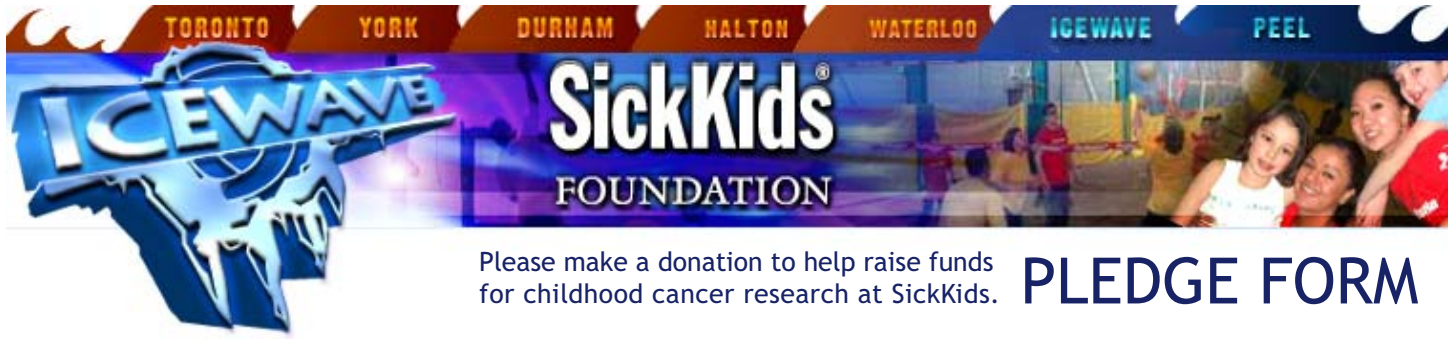 TORONTO YORK DURHAM HALTON WATERLOO ICEWAVE PEEL
ICEWAVE
SickKids®
FOUNDATION
Please make a donation to help raise funds
for childhood cancer research at SickKids.
PLEDGE FORM